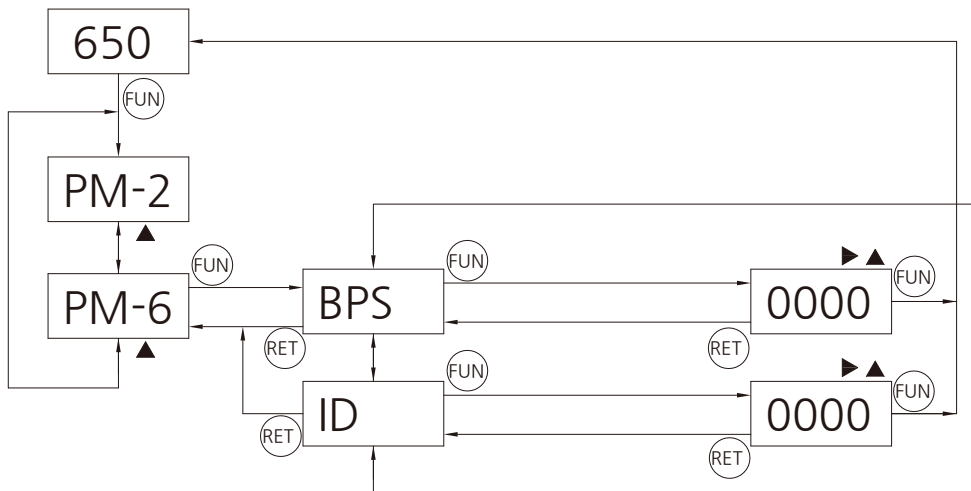 650
FUN
PM-2
FUN
FUN
FUN
PM-6
BPS
0000
RET
RET
FUN
FUN
ID
0000
RET
RET